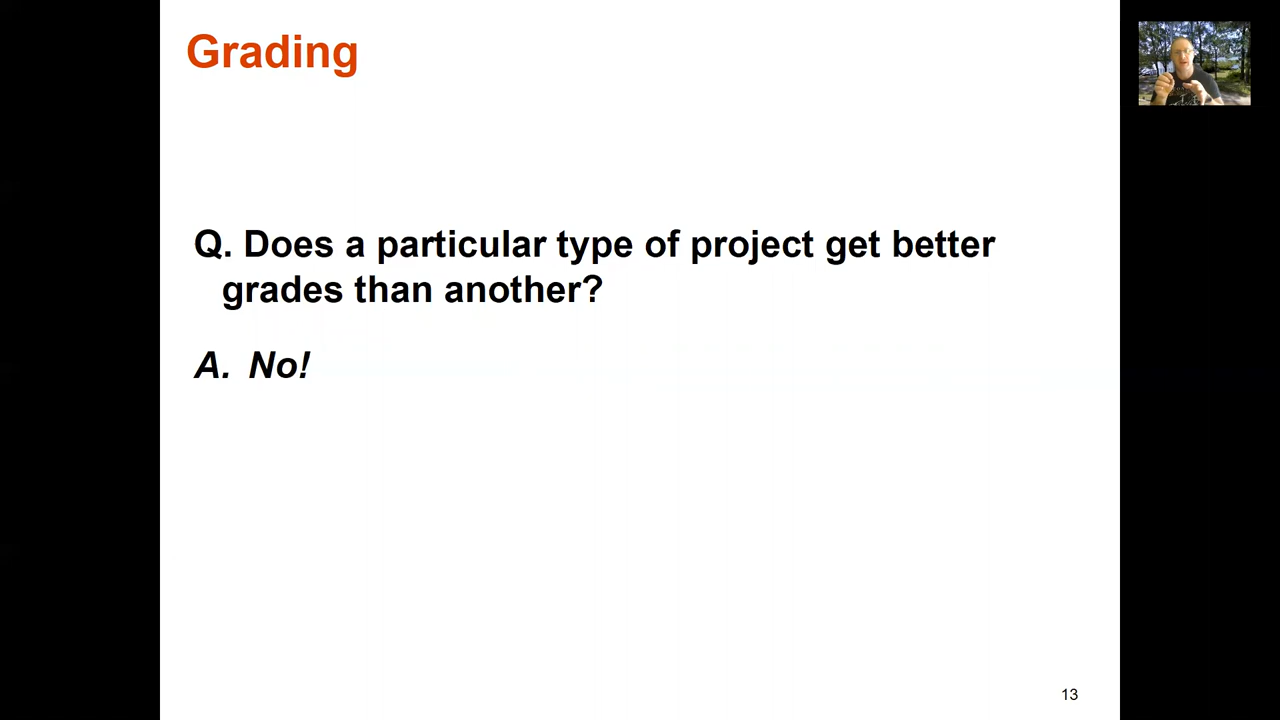 Grading
Q. Does a particular type of project get better
grades than another?
A. No!
13